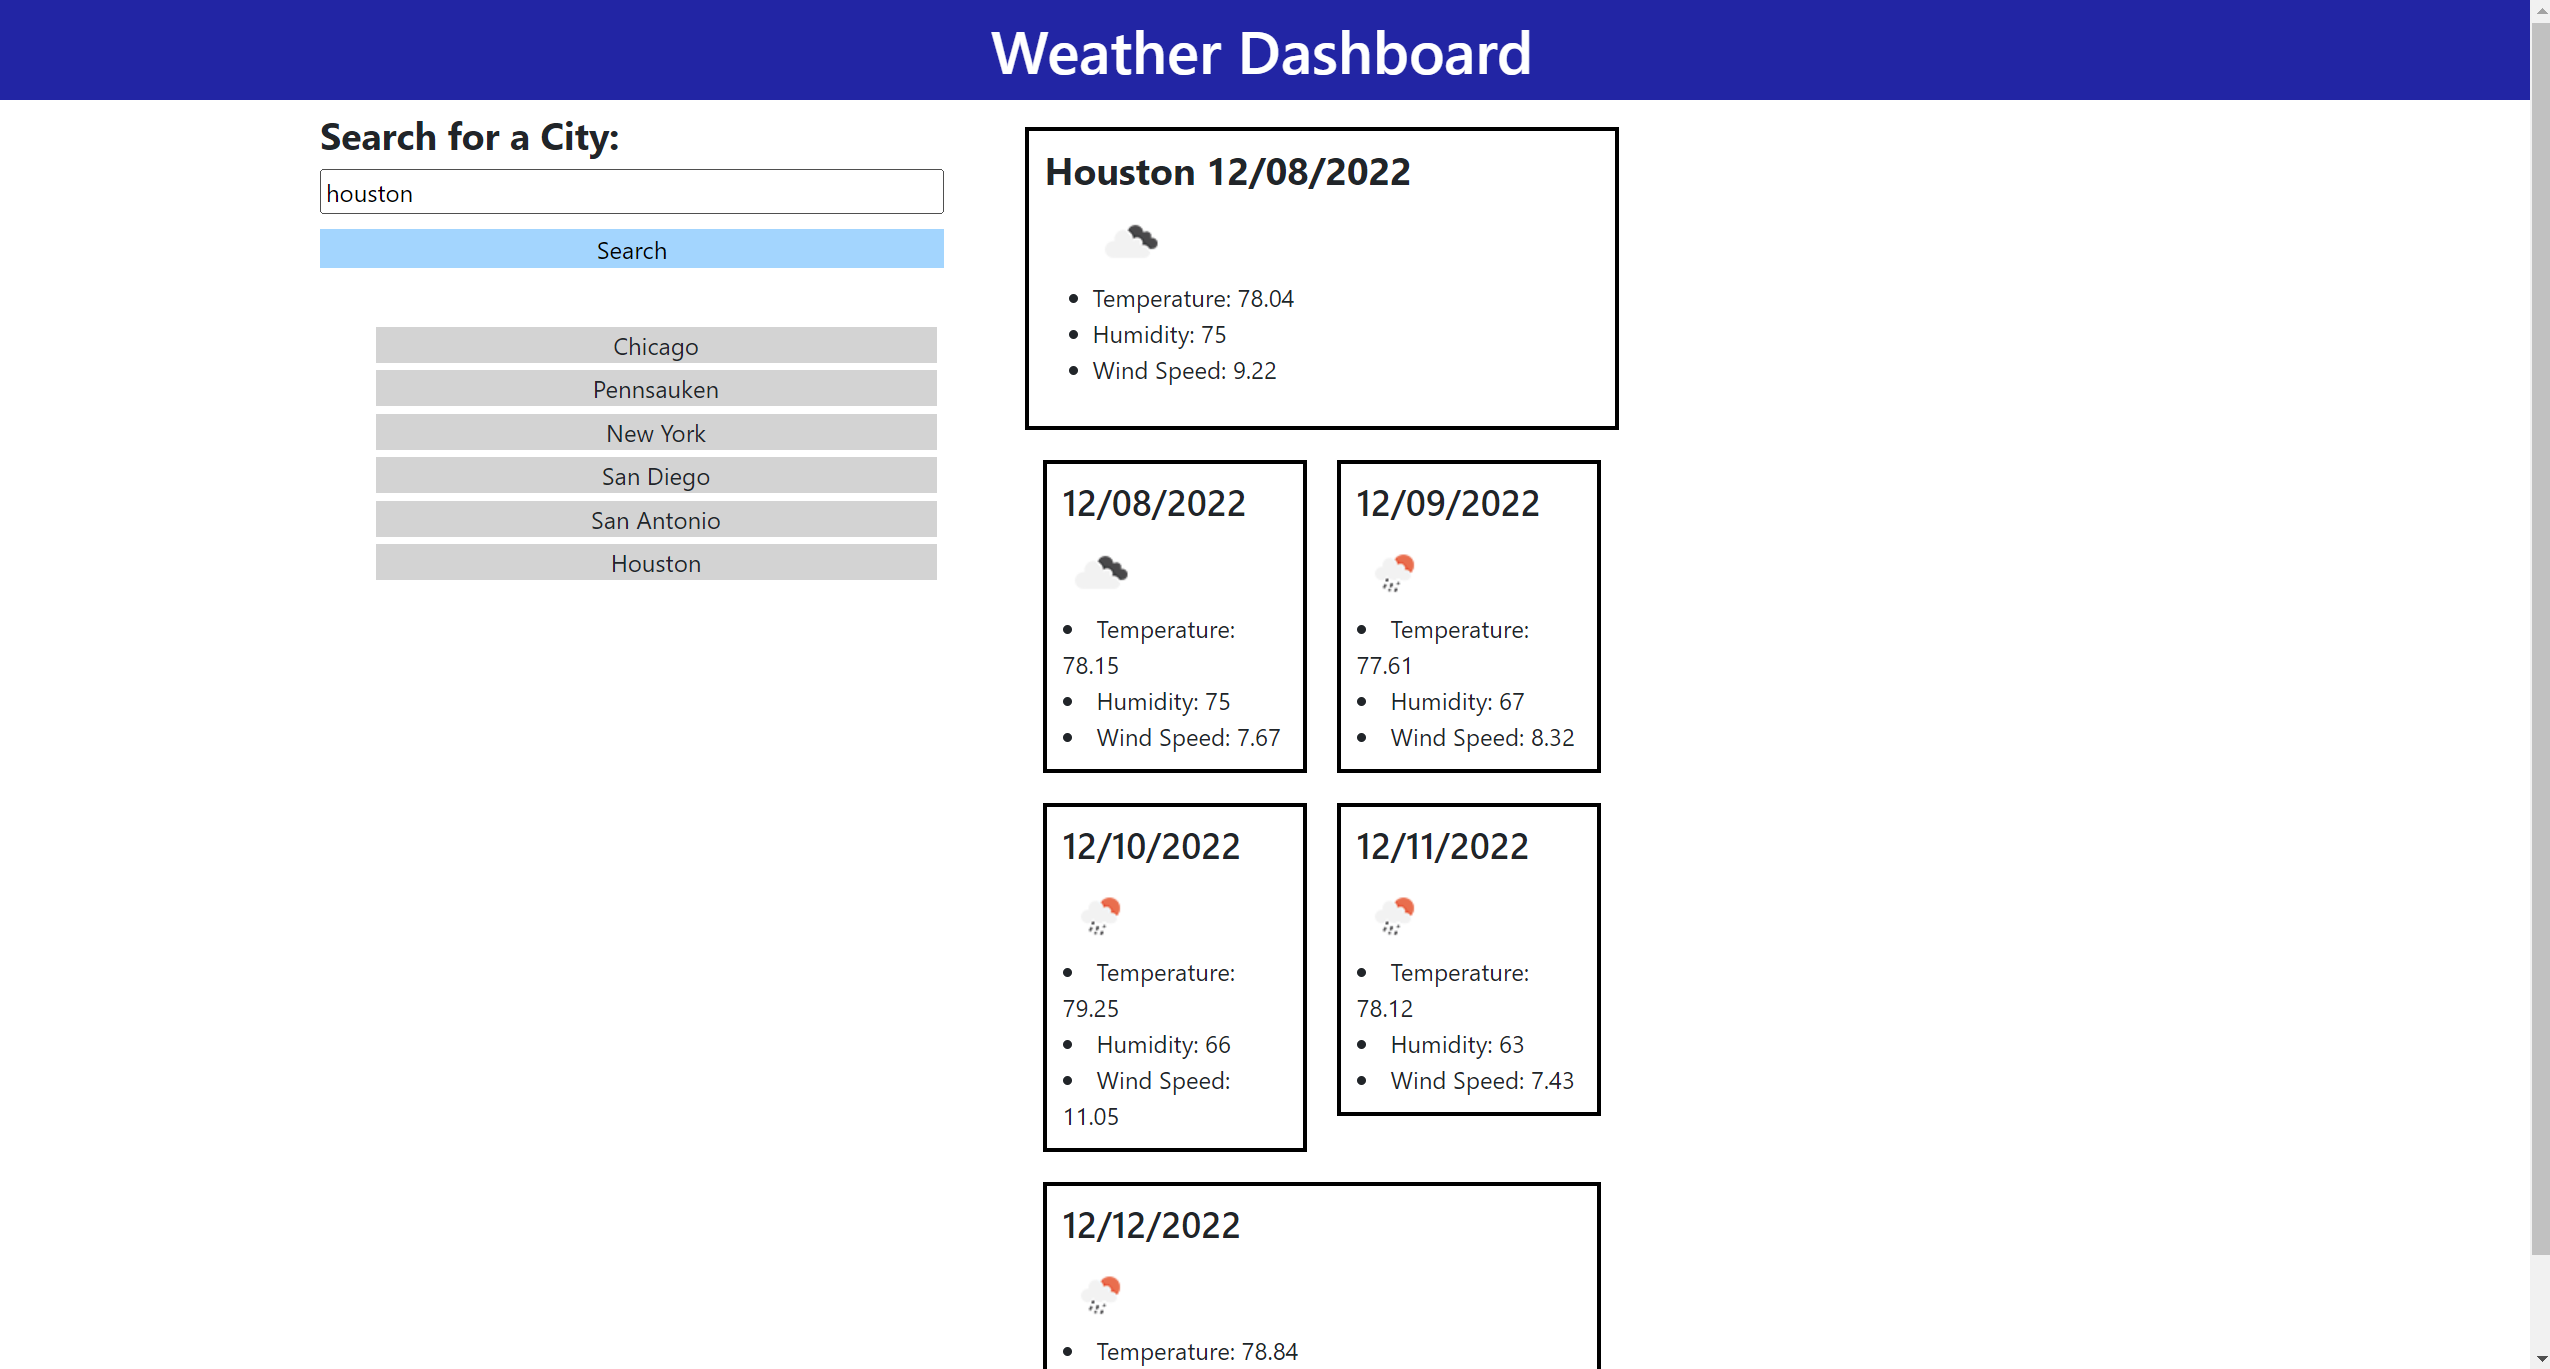 Weather Dashboard
Search for a City:
houston
Search
Chicago
Pennsauken
New York
San Diego
San Antonio
Houston
Houston 12/08/2022
Temperature: 78.04
Humidity: 75
Wind Speed: 9.22
12/08/2022
Temperature:
78.15
Humidity: 75
Wind Speed: 7.67
12/09/2022
Temperature:
77.61
Humidity: 67
Wind Speed: 8.32
12/10/2022
Temperature:
79.25
Humidity: 66
Wind Speed:
11.05
12/11/2022
Temperature:
78.12
Humidity: 63
Wind Speed: 7.43
12/12/2022
Temperature: 78.84